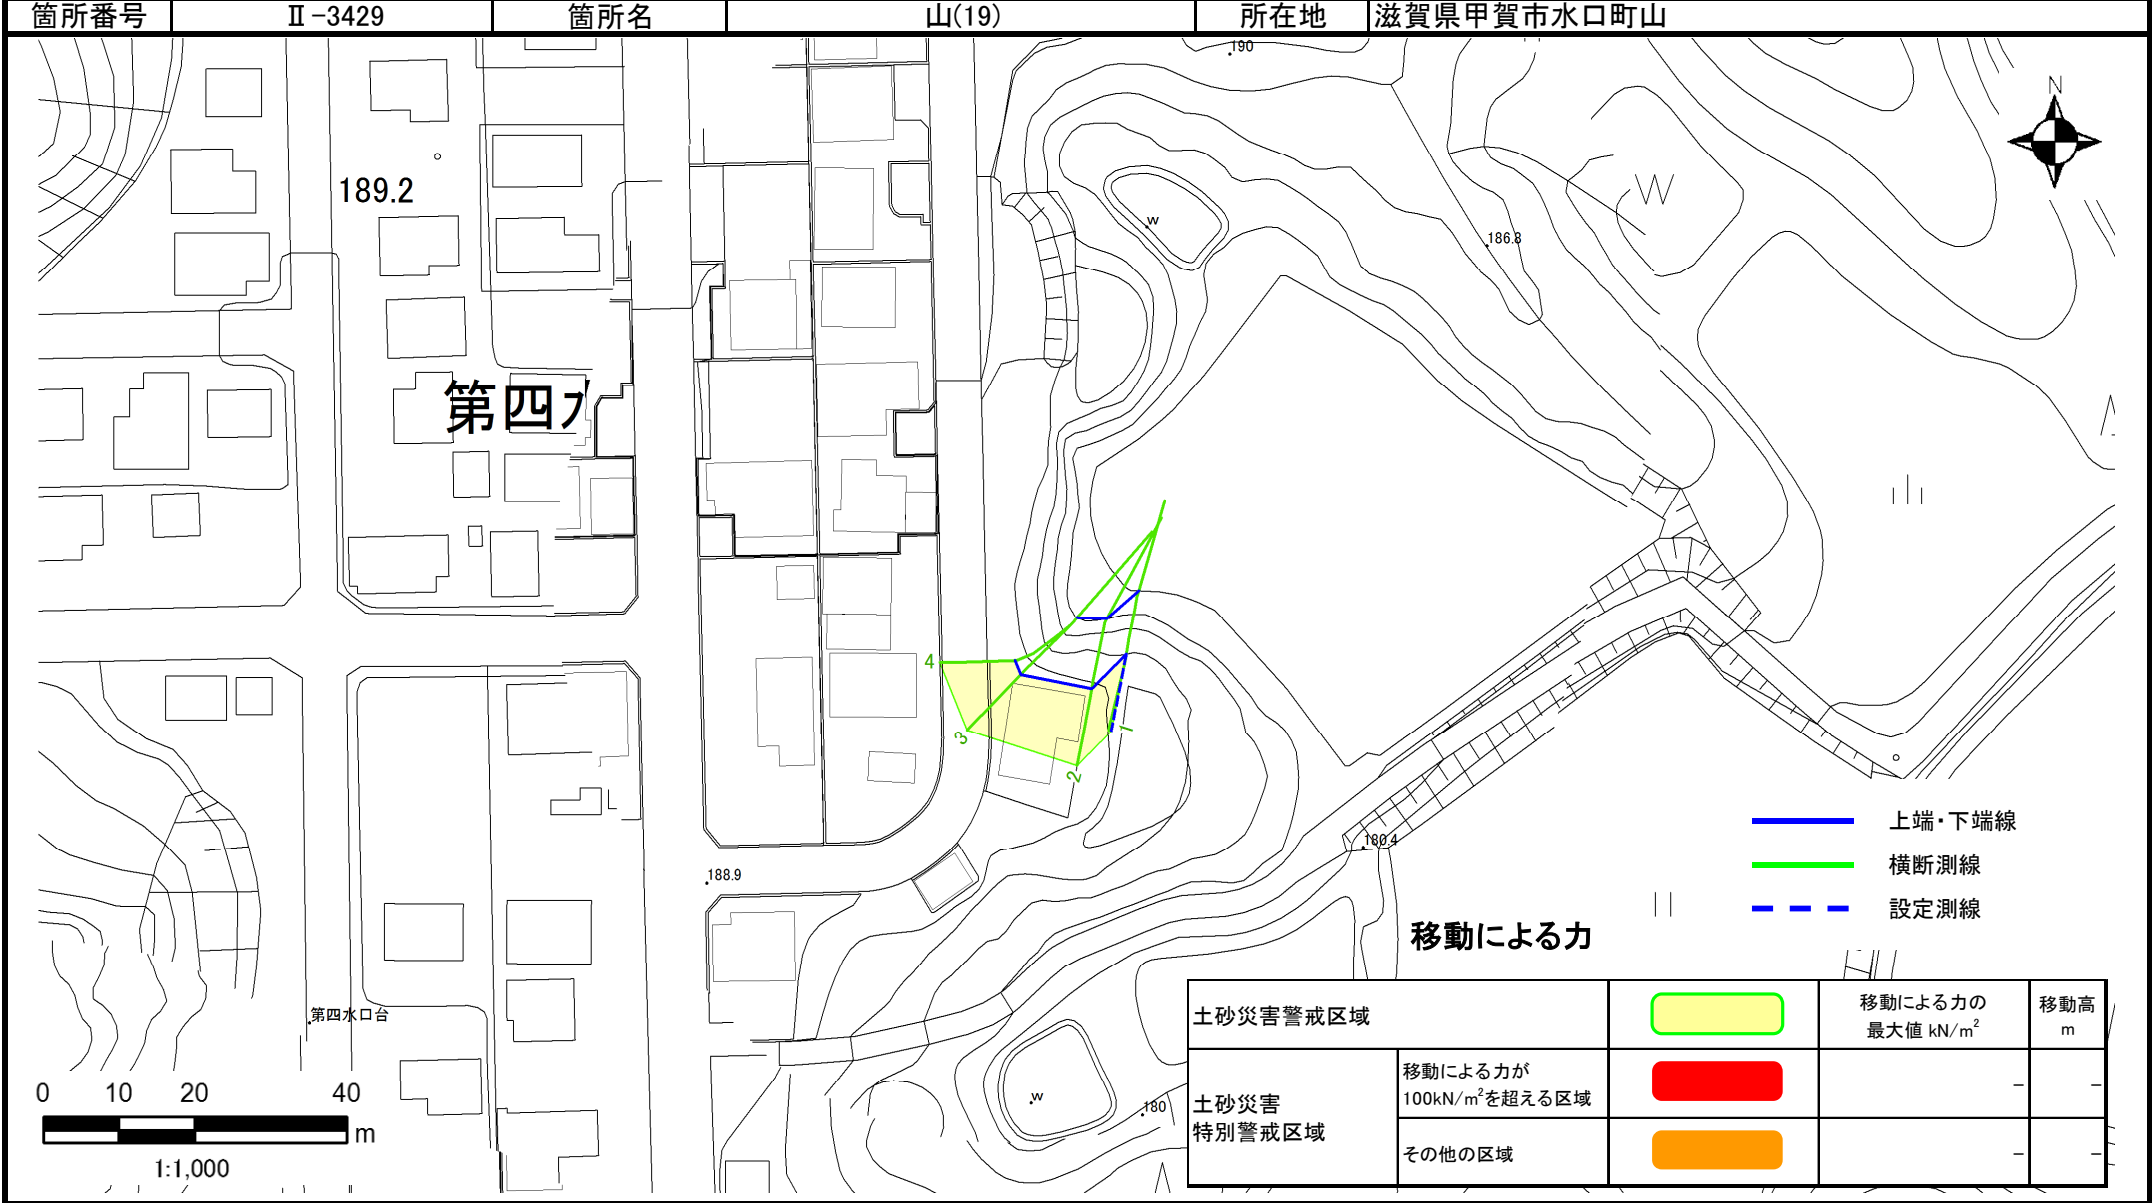 箇所番号 Ⅱ-3429 箇所名 山(19) 所在地 滋賀県甲賀市水口町山
190
N
189.2
w
186.8
第四
4
3
2
1
188.9
180.4
上端・下端線
横断測線
設定測線
移動による力
第四水口台
w
180
0 10 20 40
m
1:1,000
土砂災害警戒区域
移動による力の
最大値 kN/m²
移動高
m
土砂災害
特別警戒区域
移動による力が
100kN/m²を超える区域
- -
その他の区域
- -